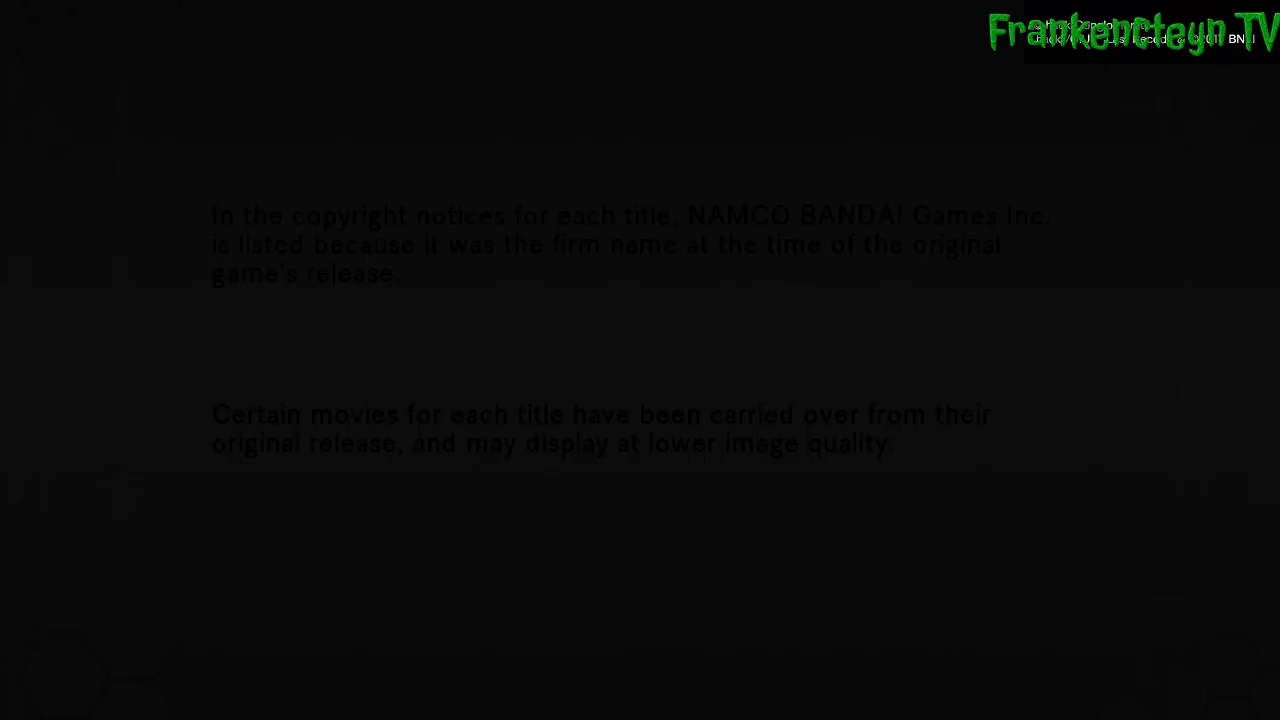 Frankencteyn TV
In the copyright notices for each title, NAMCO BANDAI Games Inc.
is listed because it was the firm name at the time of the original
game's release.
Certain movies for each title have been carried over from their
original release, and may display at lower image quality.